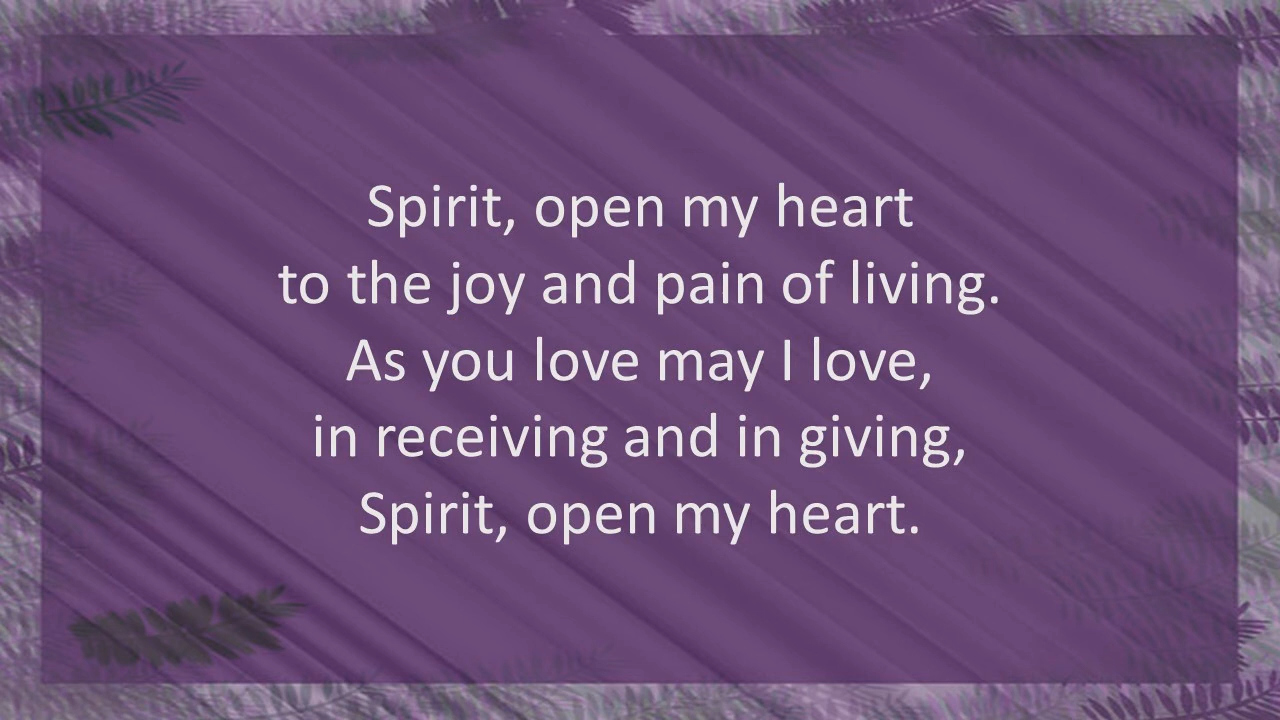 Spirit, open my heart
to the joy and pain of living.
As you love may I love,
in receiving and in giving,
Spirit, open my heart.